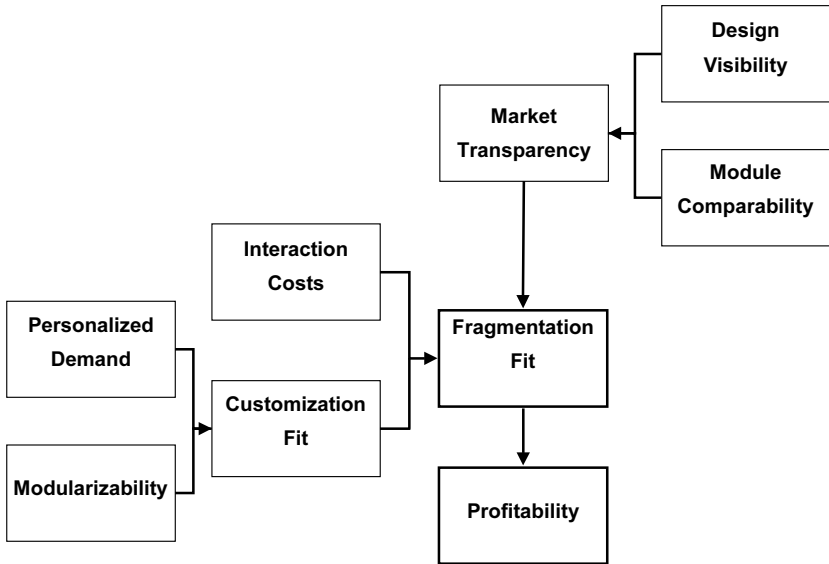 Design
Visibility
Market
Transparency
Module
Comparability
Interaction
Costs
Personalized
Demand
Fragmentation
Fit
Customization
Fit
Modularizability
Profitability